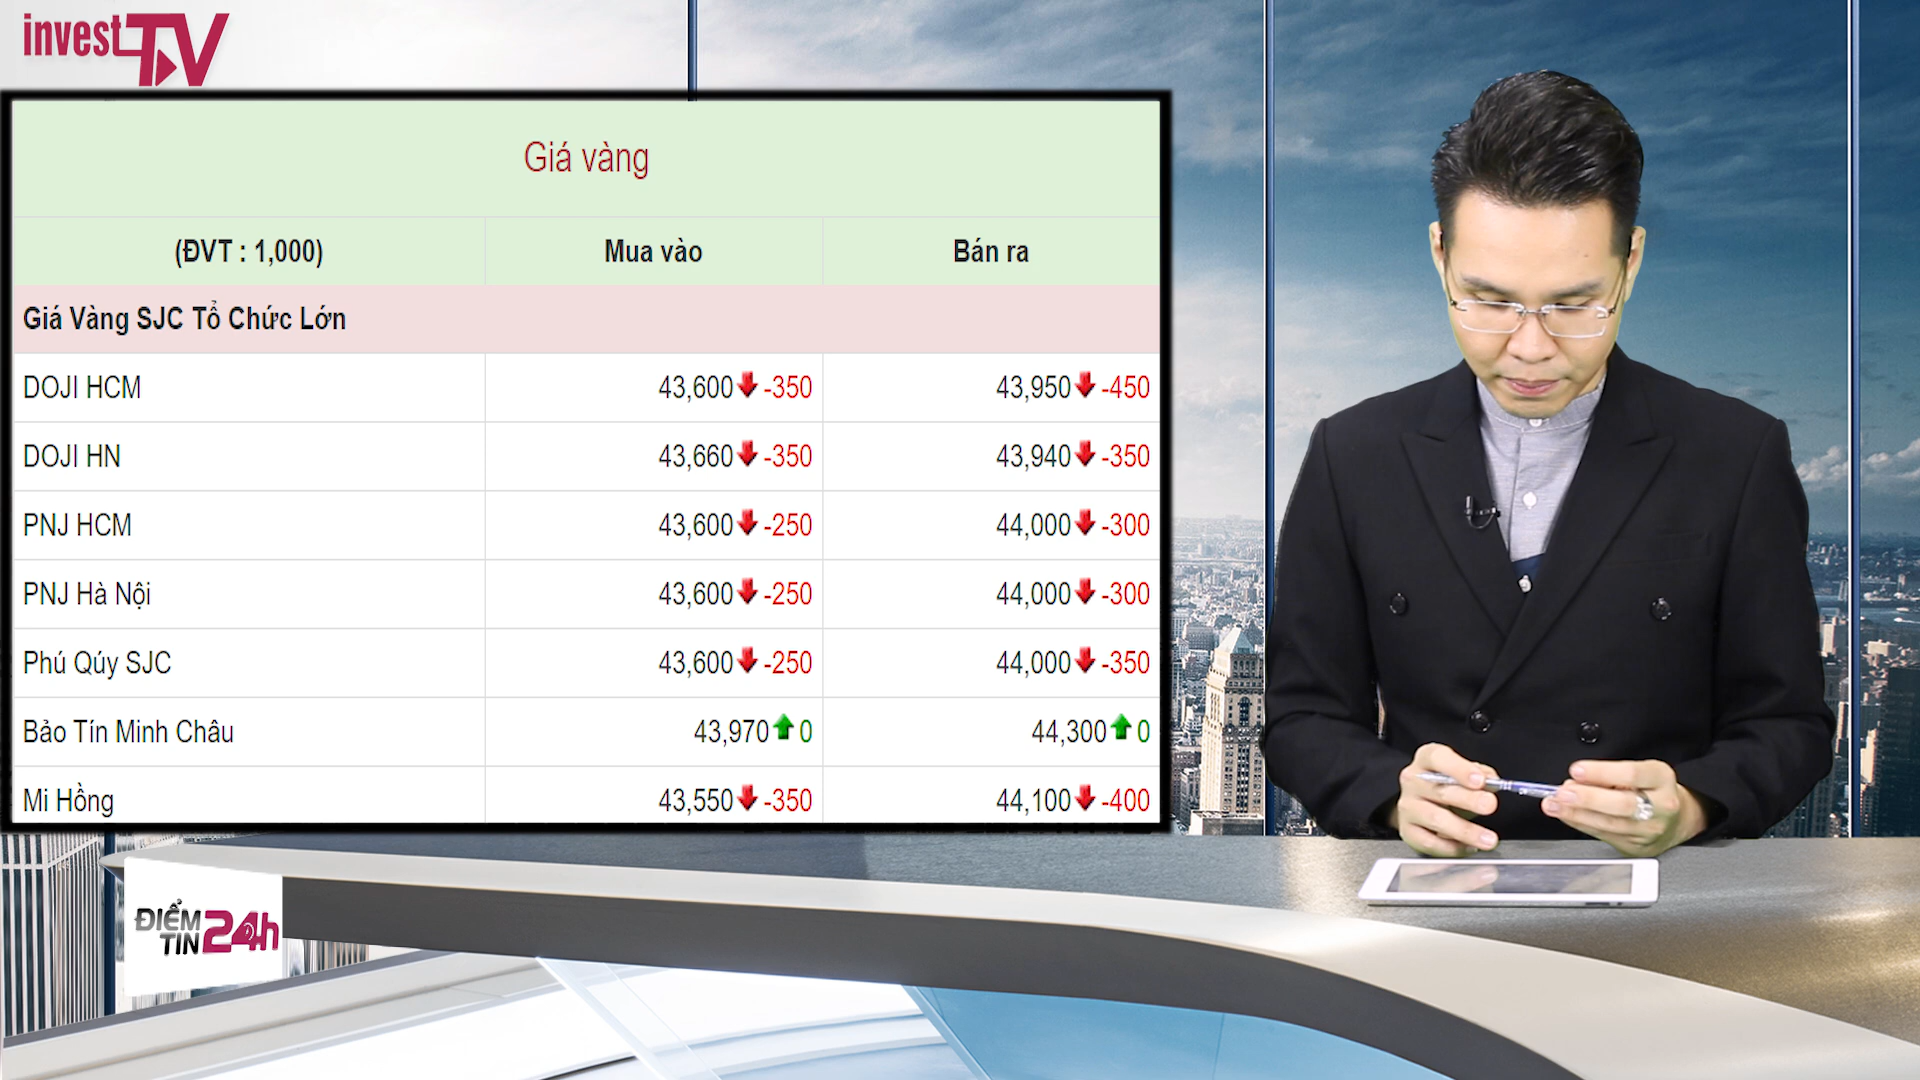 investTV
Giá vàng
(ĐVT : 1,000) Mua vào Bán ra
Giá Vàng SJC Tổ Chức Lớn
DOJI HCM 43,600 -350 43,950 -450
DOJI HN 43,660 -350 43,940 -350
PNJ HCM 43,600 -250 44,000 -300
PNJ Hà Nội 43,600 -250 44,000 -300
Phú Qúy SJC 43,600 -250 44,000 -350
Bảo Tín Minh Châu 43,970 0 44,300 0
Mi Hồng 43,550 -350 44,100 -400
ĐIỂM
TIN 24h